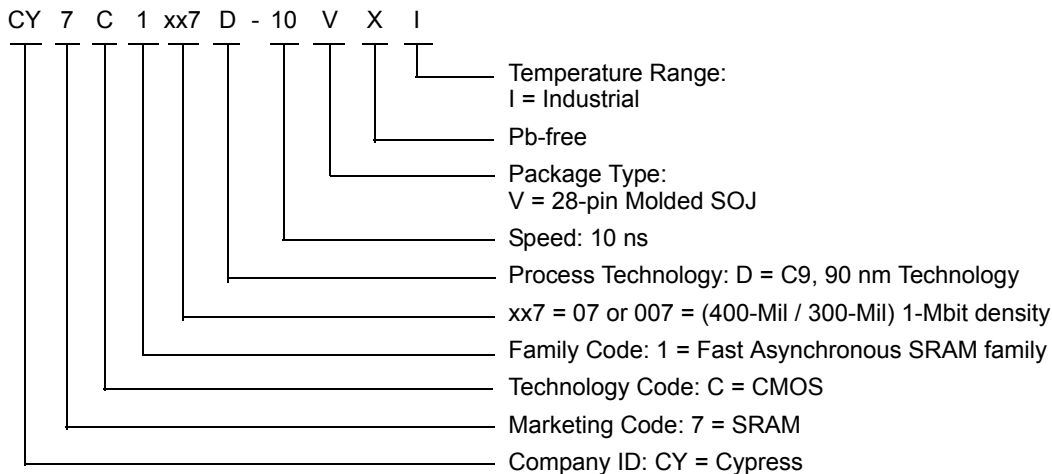 CY 7 C 1 xx7 D - 10 V X I
Temperature Range:
I = Industrial
Pb-free
Package Type:
V = 28-pin Molded SOJ
Speed: 10 ns
Process Technology: D = C9, 90 nm Technology
xx7 = 07 or 007 = (400-Mil / 300-Mil) 1-Mbit density
Family Code: 1 = Fast Asynchronous SRAM family
Technology Code: C = CMOS
Marketing Code: 7 = SRAM
Company ID: CY = Cypress